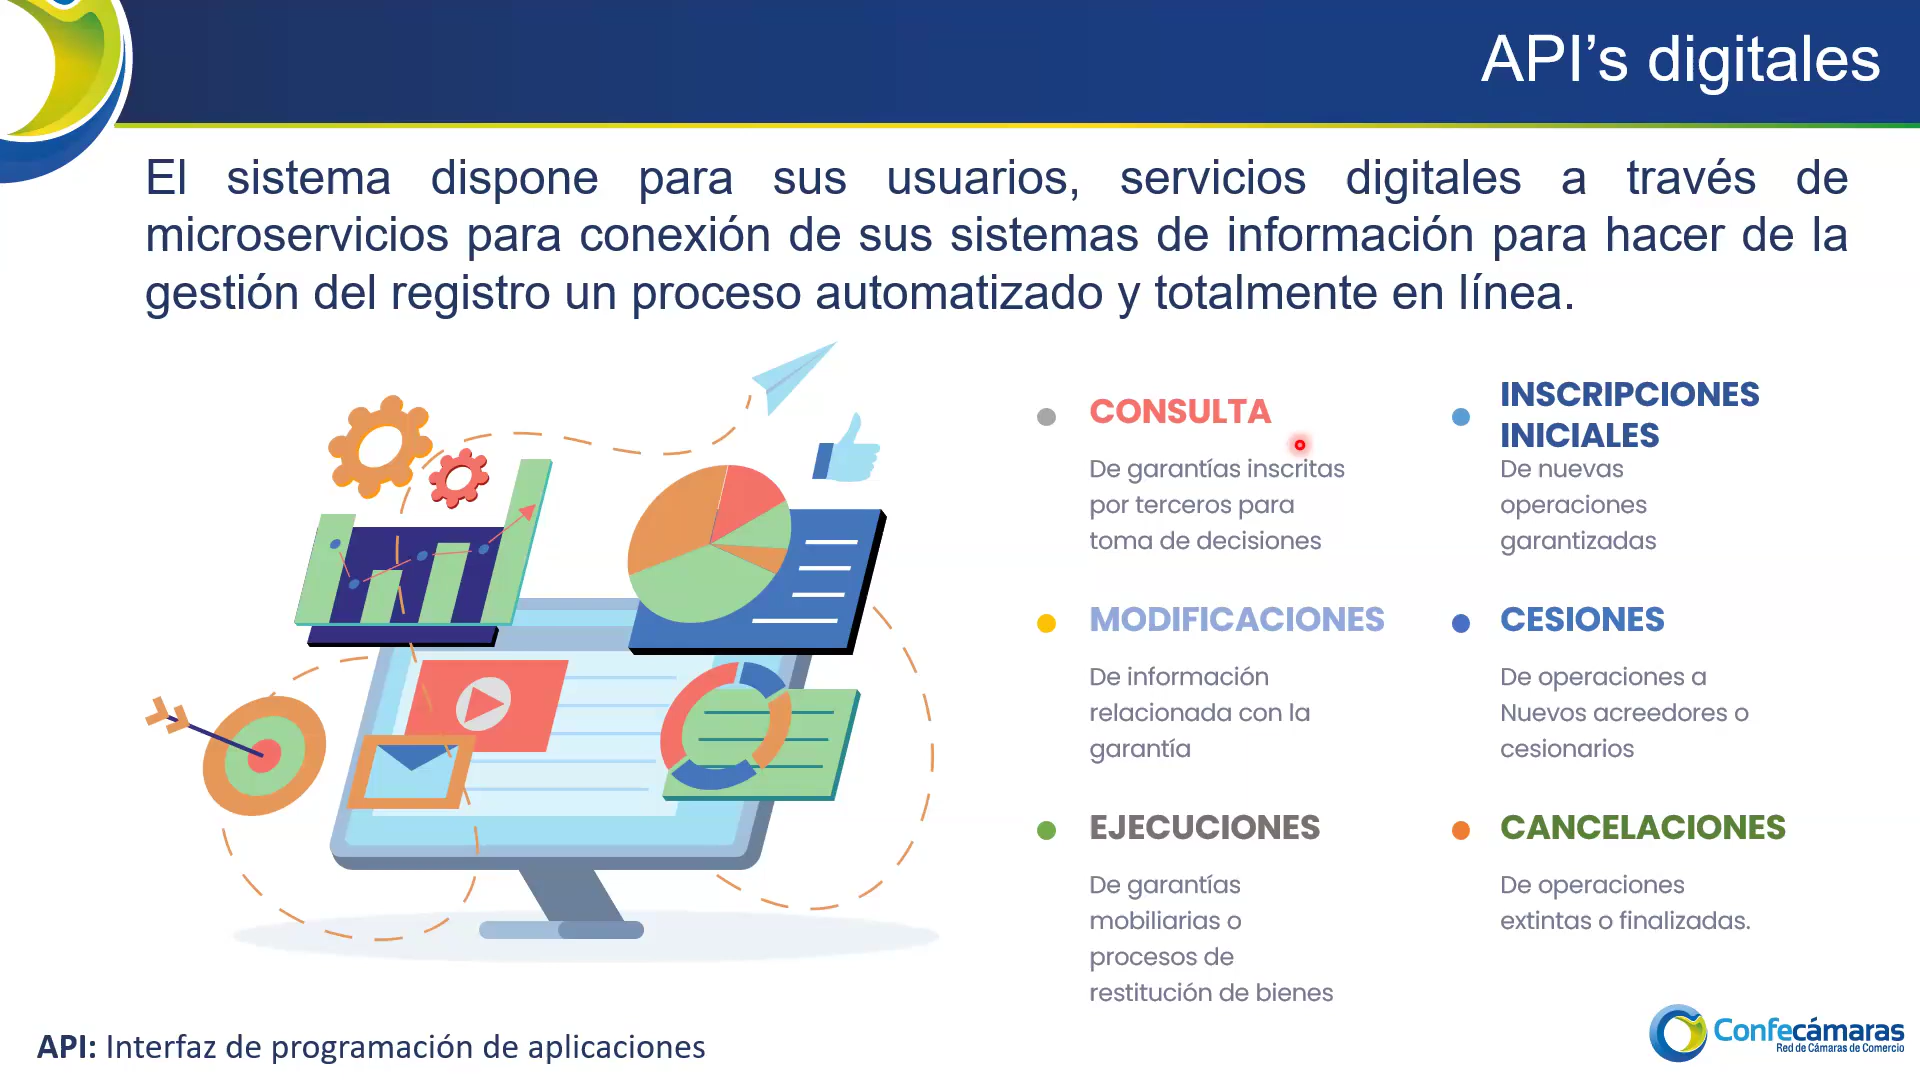 API’s digitales
El sistema dispone para sus usuarios, servicios digitales a través de
microservicios para conexión de sus sistemas de información para hacer de la
gestión del registro un proceso automatizado y totalmente en línea.
CONSULTA
De garantías inscritas
por terceros para
toma de decisiones
INSCRIPCIONES
INICIALES
De nuevas
operaciones
garantizadas
MODIFICACIONES
De información
relacionada con la
garantía
CESIONES
De operaciones a
Nuevos acreedores o
cesionarios
EJECUCIONES
De garantías
mobiliarias o
procesos de
restitución de bienes
CANCELACIONES
De operaciones
extintas o finalizadas.
API: Interfaz de programación de aplicaciones
Confecámaras
Red de Cámaras de Comercio